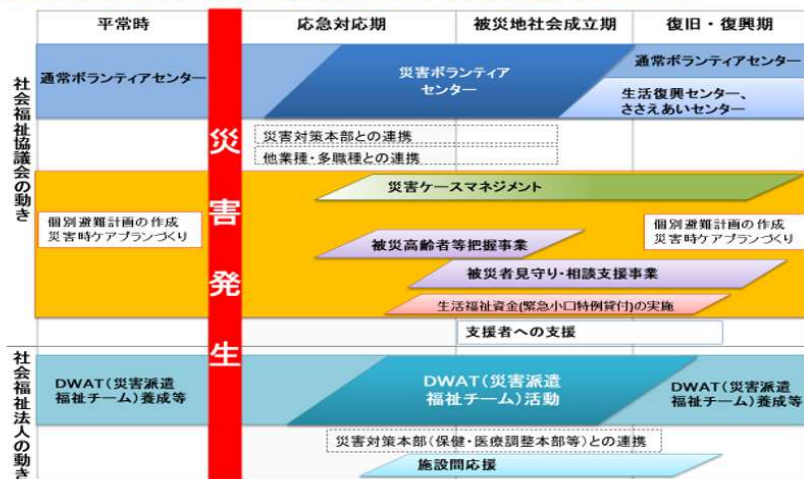 平常時
応急対応期
被災地社会成立期
復旧・復興期
社会福祉協議会の動き
通常ボランティアセンター
災害ボランティア
センター
通常ボランティアセンター
生活復興センター、
ささえあいセンター
災害発生
災害対策本部との連携
他業種・多職種との連携
災害ケースマネジメント
個別避難計画の作成
災害時ケアプランづくり
被災高齢者等把握事業
個別避難計画の作成
災害時ケアプランづくり
被災者見守り・相談支援事業
生活福祉資金(緊急小口特例貸付)の実施
支援者への支援
社会福祉法人の動き
DWAT(災害派遣
福祉チーム)養成等
DWAT(災害派遣
福祉チーム)活動
DWAT(災害派遣
福祉チーム)養成等
災害対策本部(保健・医療調整本部等)との連携
施設間応援